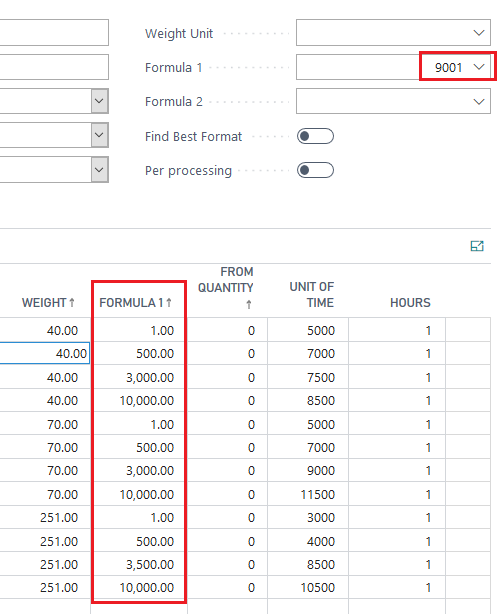 Weight Unit
Formula 1 9001
Formula 2
Find Best Format
Per processing
WEIGHT↑ FORMULA 1↑ FROM QUANTITY ↑ UNIT OF TIME HOURS
40.00 1.00 0 5000 1
40.00 500.00 0 7000 1
40.00 3,000.00 0 7500 1
40.00 10,000.00 0 8500 1
70.00 1.00 0 5000 1
70.00 500.00 0 7000 1
70.00 3,000.00 0 9000 1
70.00 10,000.00 0 11500 1
251.00 1.00 0 3000 1
251.00 500.00 0 4000 1
251.00 3,500.00 0 8500 1
251.00 10,000.00 0 10500 1